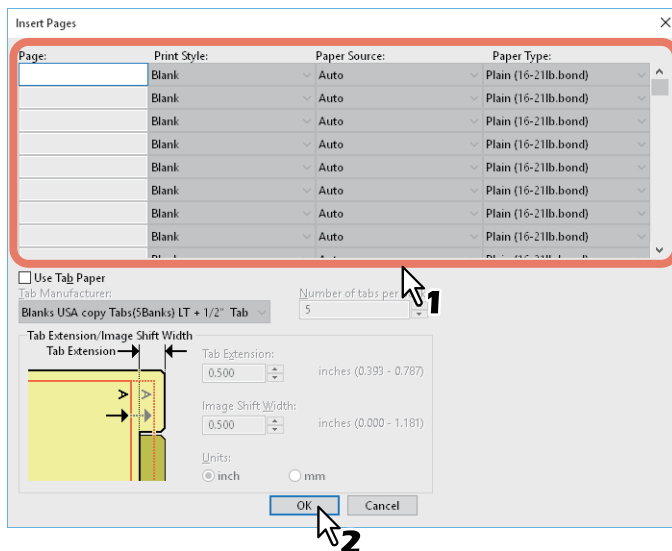 Insert Pages
Page: Print Style: Paper Source: Paper Type:
Blank Auto Plain (16-21lb.bond)
Blank Auto Plain (16-21lb.bond)
Blank Auto Plain (16-21lb.bond)
Blank Auto Plain (16-21lb.bond)
Blank Auto Plain (16-21lb.bond)
Blank Auto Plain (16-21lb.bond)
Blank Auto Plain (16-21lb.bond)
Blank Auto Plain (16-21lb.bond)
Use Tab Paper
1
Tab Manufacturer: Number of tabs per
Blanks USA copy Tabs(5Banks) LT + 1/2" Tab 5
Tab Extension/Image Shift Width
Tab Extension
Tab Extension:
0.500 inches (0.393 - 0.787)
A A
Image Shift Width:
0.500 inches (0.000 - 1.181)
Units:
inch mm
OK Cancel
2